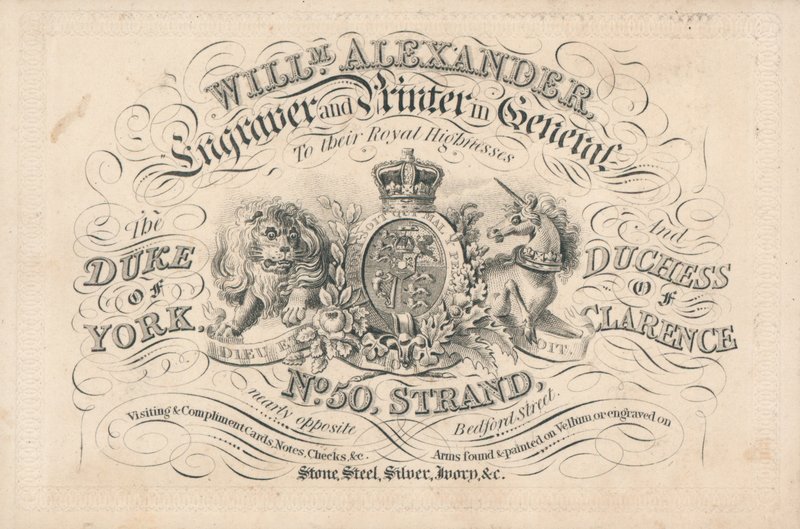 WILLM. ALEXANDER,
Engraver and Printer in General,
To their Royal Highnesses
The
DUKE
OF
YORK,
And
DUCHESS
OF
CLARENCE
SOIT QUI MAL Y PE
DIEU E
OIT.
No. 50, STRAND,
nearly opposite Bedford Street.
Visiting & Compliment Cards, Notes, Checks, &c.
Arms found & painted on Vellum or engraved on
Stone, Steel, Silver, Ivory, &c.